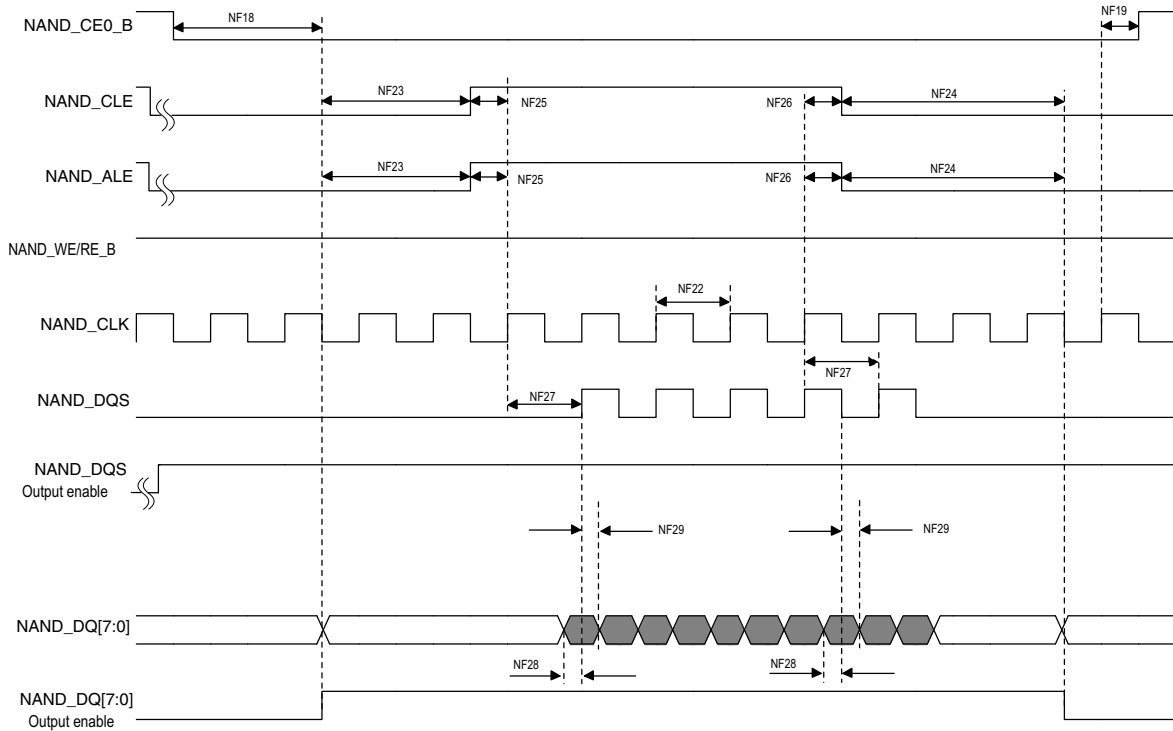 NF18
NF19
NAND_CE0_B
NF23
NF25
NF26
NF24
NAND_CLE
NF23
NF25
NF26
NF24
NAND_ALE
NAND_WE/RE_B
NF22
NAND_CLK
NF27
NF27
NAND_DQS
NAND_DQS
Output enable
NF29
NF29
NAND_DQ[7:0]
NF28
NF28
NAND_DQ[7:0]
Output enable